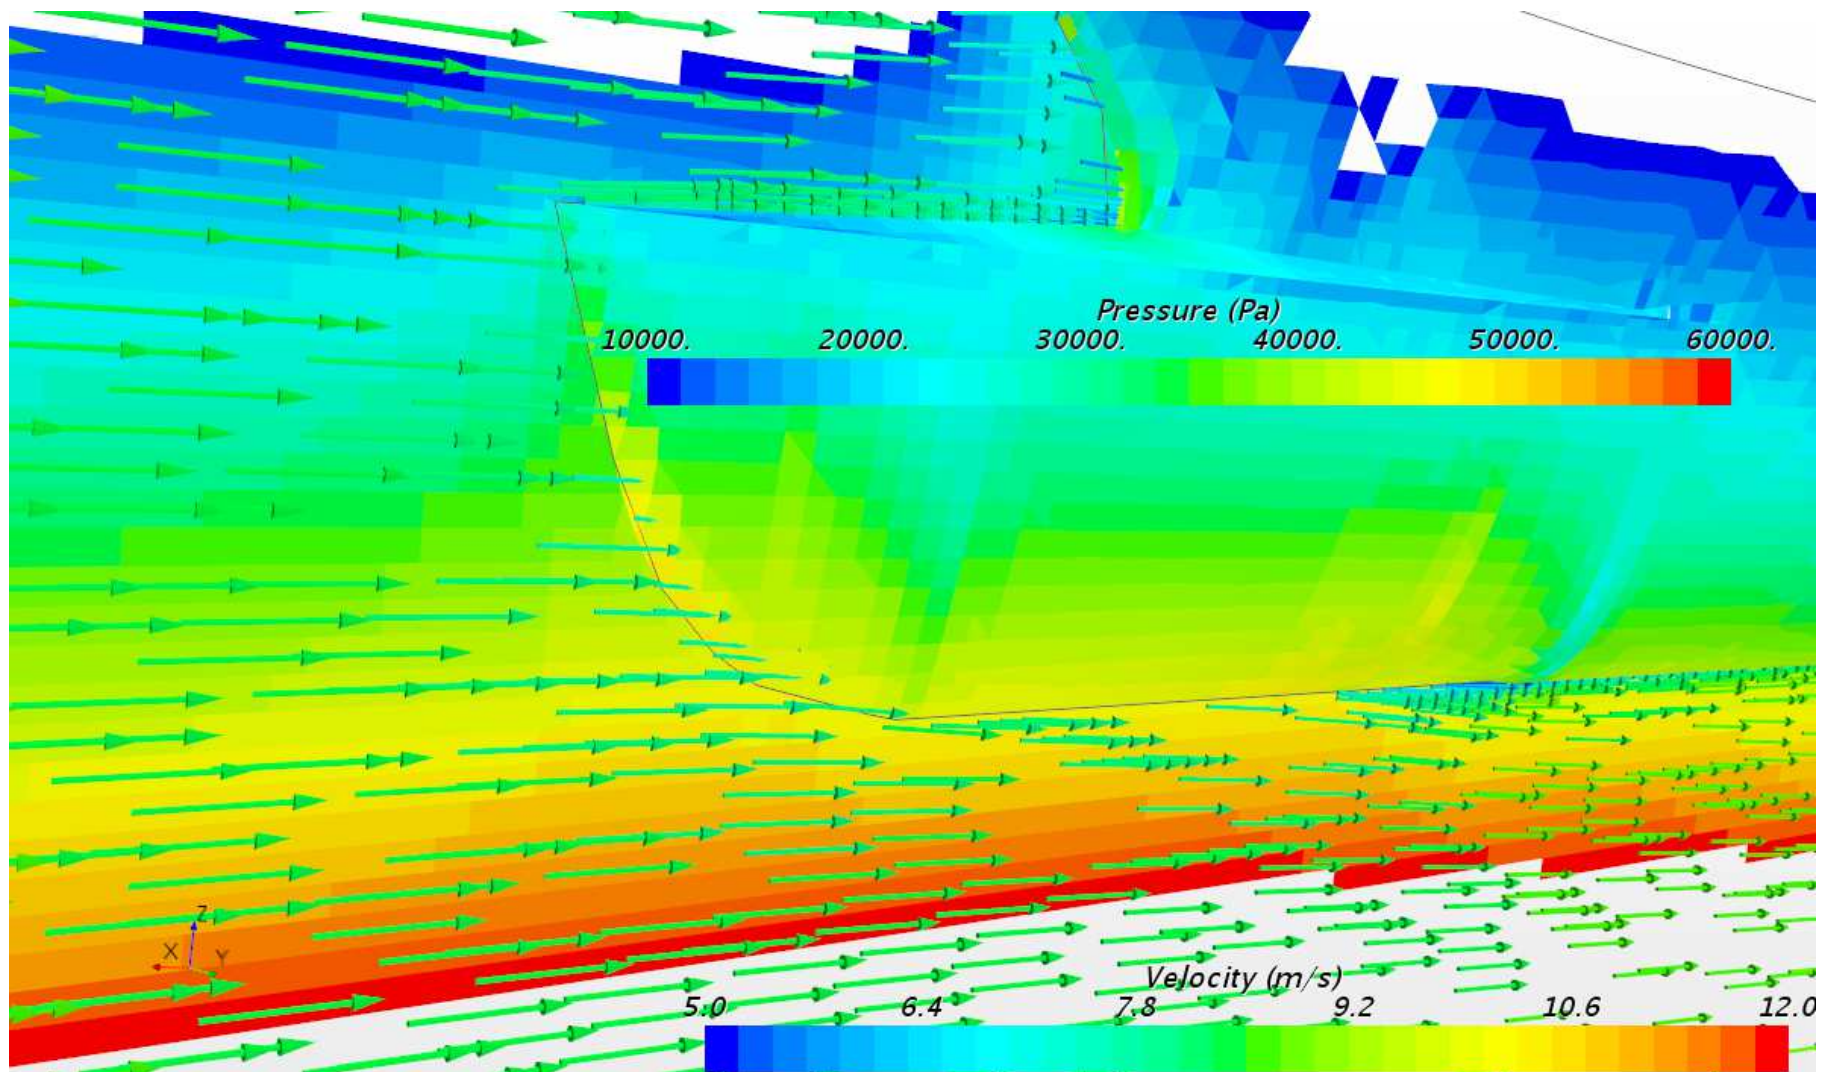 Pressure (Pa)
10000. 20000. 30000. 40000. 50000. 60000.
Z
X Y
Velocity (m/s)
5.0 6.4 7.8 9.2 10.6 12.0